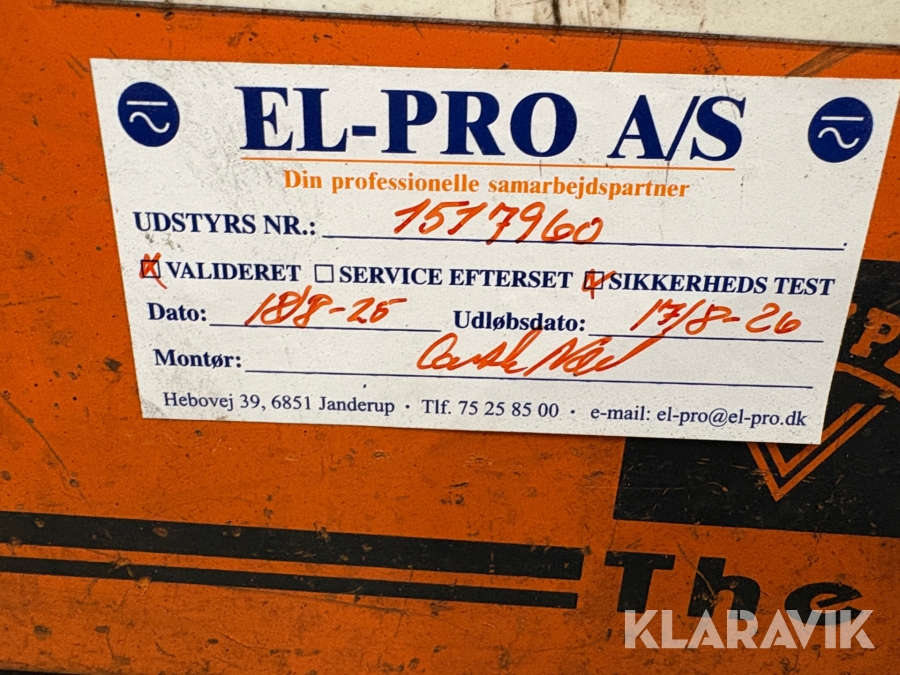 EL-PRO A/S
Din professionelle samarbejdspartner
UDSTYRS NR.: 1517960
VALIDERET SERVICE EFTERSET SIKKERHEDS TEST
Dato: 18/8-25 Udløbsdato: 17/8-26
Montør:
Hebovej 39, 6851 Janderup · Tlf. 75 25 85 00 · e-mail: el-pro@el-pro.dk
The
KLARAVIK